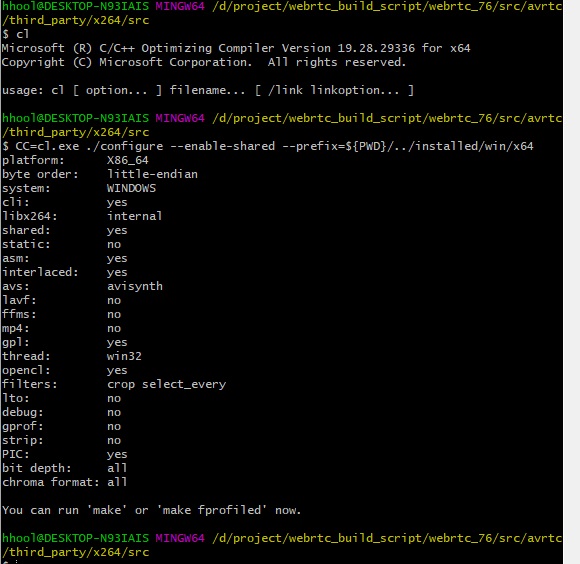 hhool@DESKTOP-N93IAIS MINGW64 /d/project/webrtc_build_script/webrtc_76/src/avrtc
/third_party/x264/src
$ cl
Microsoft (R) C/C++ Optimizing Compiler Version 19.28.29336 for x64
Copyright (C) Microsoft Corporation.  All rights reserved.
usage: cl [ option... ] filename... [ /link linkoption... ]
hhool@DESKTOP-N93IAIS MINGW64 /d/project/webrtc_build_script/webrtc_76/src/avrtc
/third_party/x264/src
$ CC=cl.exe ./configure --enable-shared --prefix=${PWD}/../installed/win/x64
platform:      X86_64
byte order:    little-endian
system:        WINDOWS
cli:           yes
libx264:       internal
shared:        yes
static:        no
asm:           yes
interlaced:    yes
avs:           avisynth
lavf:          no
ffms:          no
mp4:           no
gpl:           yes
thread:        win32
opencl:        yes
filters:       crop select_every
lto:           no
debug:         no
gprof:         no
strip:         no
PIC:           yes
bit depth:     all
chroma format: all
You can run 'make' or 'make fprofiled' now.
hhool@DESKTOP-N93IAIS MINGW64 /d/project/webrtc_build_script/webrtc_76/src/avrtc
/third_party/x264/src
$